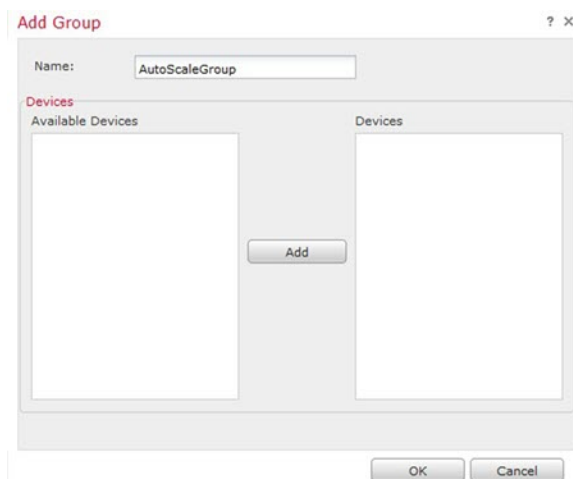 Add Group
? ×
Name: AutoScaleGroup
Devices
Available Devices
Devices
Add
OK
Cancel